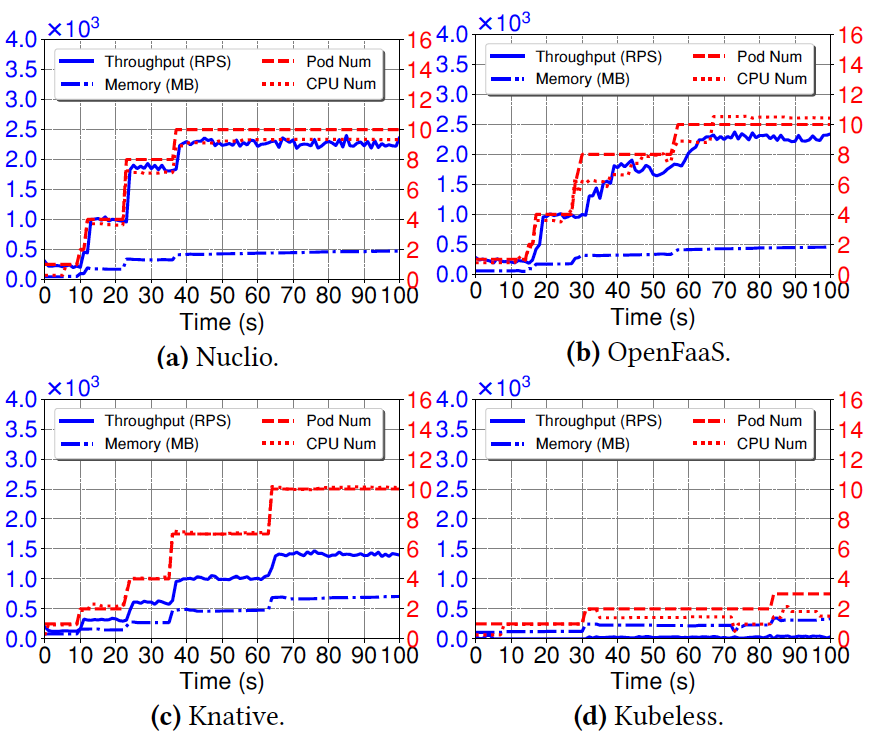 ×10³
4.0
3.5
3.0
2.5
2.0
1.5
1.0
0.5
0.0
16
14
12
10
8
6
4
2
0
Throughput (RPS)
Memory (MB)
Pod Num
CPU Num
0 10 20 30 40 50 60 70 80 90 100
Time (s)
(a) Nuclio.
×10³
4.0
3.5
3.0
2.5
2.0
1.5
1.0
0.5
0.0
16
14
12
10
8
6
4
2
0
Throughput (RPS)
Memory (MB)
Pod Num
CPU Num
0 10 20 30 40 50 60 70 80 90 100
Time (s)
(b) OpenFaaS.
×10³
4.0
3.5
3.0
2.5
2.0
1.5
1.0
0.5
0.0
16
14
12
10
8
6
4
2
0
Throughput (RPS)
Memory (MB)
Pod Num
CPU Num
0 10 20 30 40 50 60 70 80 90 100
Time (s)
(c) Knative.
×10³
4.0
3.5
3.0
2.5
2.0
1.5
1.0
0.5
0.0
16
14
12
10
8
6
4
2
0
Throughput (RPS)
Memory (MB)
Pod Num
CPU Num
0 10 20 30 40 50 60 70 80 90 100
Time (s)
(d) Kubeless.